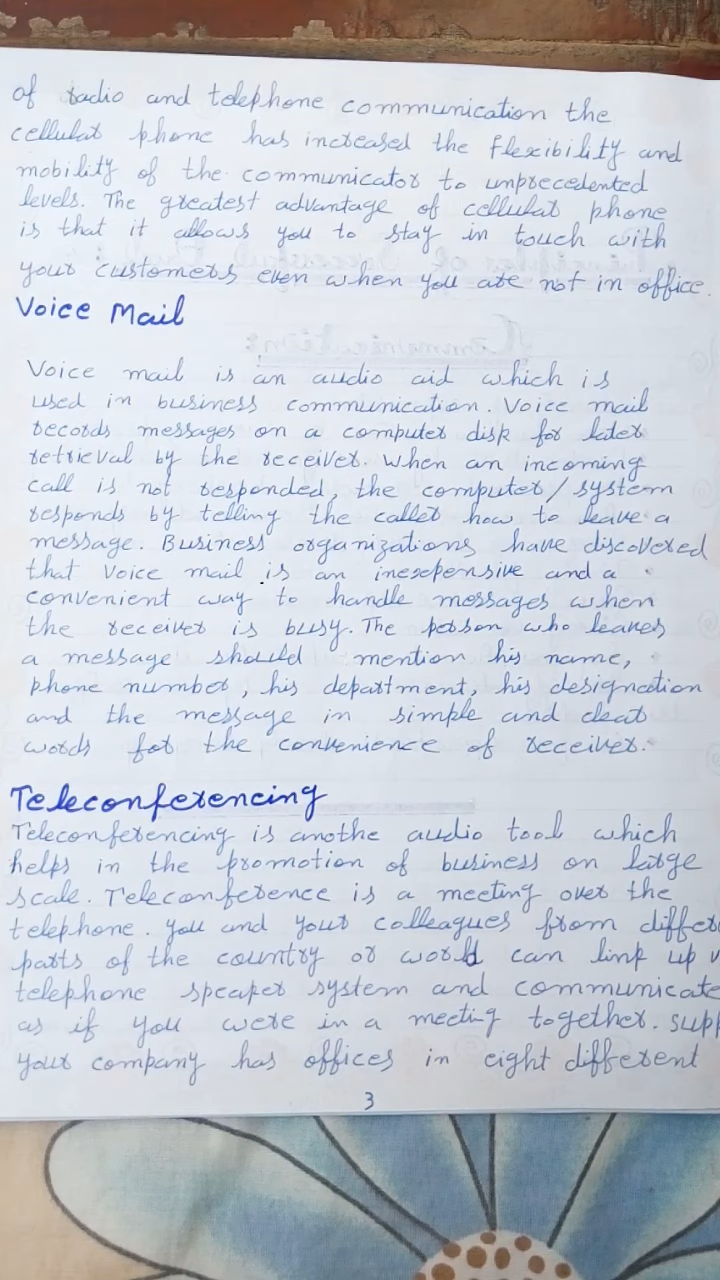 of radio and telephone communication the
cellular phone has increased the flexibility and
mobility of the communicator to unprecedented
levels. The greatest advantage of cellular phone
is that it allows you to stay in touch with
your customers even when you are not in office.
Voice Mail
Voice mail is an audio aid which is
used in business communication. Voice mail
records messages on a computer disk for later
retrieval by the receiver. When an incoming
call is not responded, the computer/system
responds by telling the caller how to leave a
message. Business organizations have discovered
that Voice mail is an inexpensive and a
convenient way to handle messages when
the receiver is busy. The person who leaves
a message should mention his name,
phone number, his department, his designation
and the message in simple and clear
words for the convenience of receiver.
Teleconferencing
Teleconferencing is anothe audio tool which
helps in the promotion of business on large
scale. Teleconference is a meeting over the
telephone. you and your colleagues from differ
parts of the country or world can link up
telephone speaker system and communicate
as if you were in a meeting together. supp
your company has offices in eight different
3